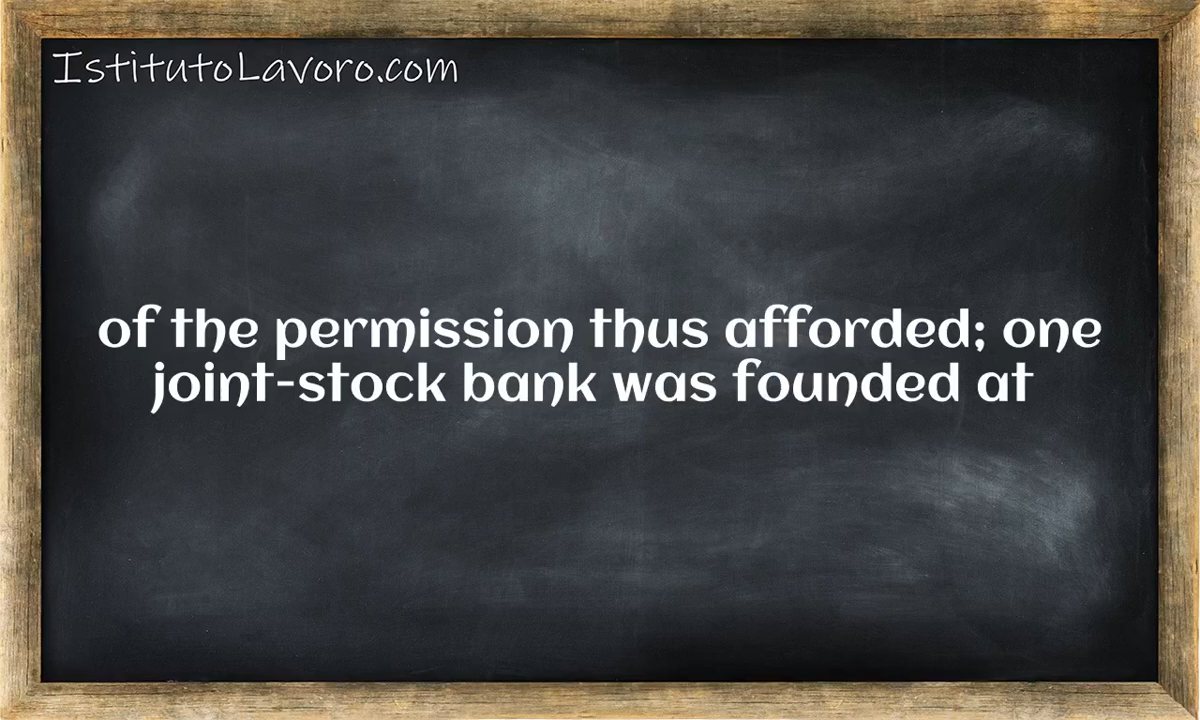 IstitutoLavoro.com
of the permission thus afforded; one
joint-stock bank was founded at